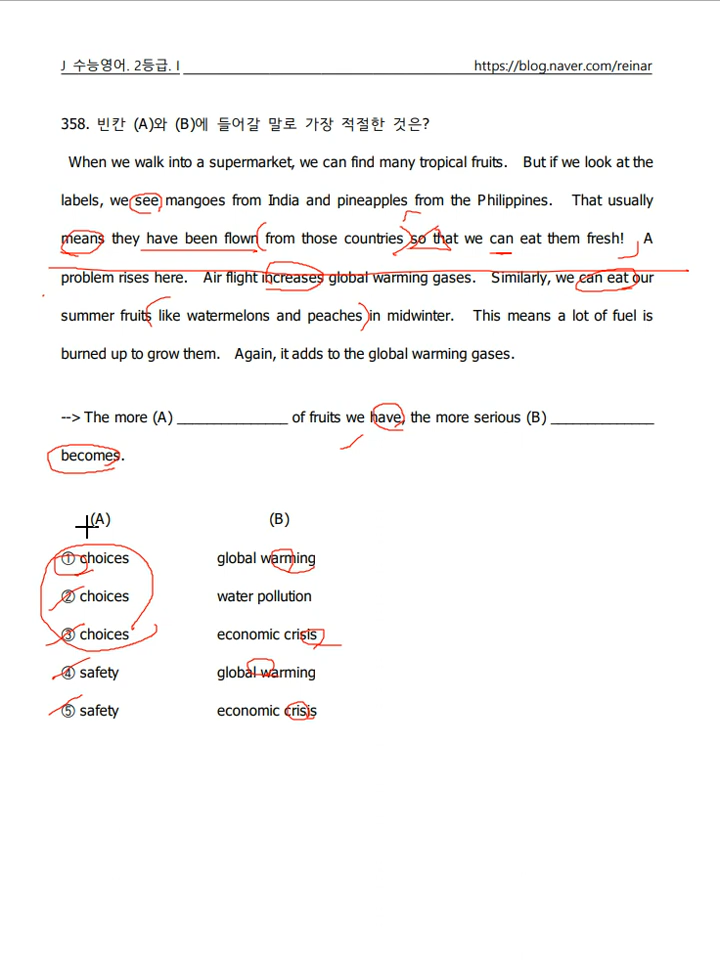 J 수능영어. 2등급. I https://blog.naver.com/reinar
358. 빈칸 (A)와 (B)에 들어갈 말로 가장 적절한 것은?
When we walk into a supermarket, we can find many tropical fruits. But if we look at the
labels, we see mangoes from India and pineapples from the Philippines. That usually
means they have been flown from those countries so that we can eat them fresh! A
problem rises here. Air flight increases global warming gases. Similarly, we can eat our
summer fruits like watermelons and peaches in midwinter. This means a lot of fuel is
burned up to grow them. Again, it adds to the global warming gases.
--> The more (A) ______________ of fruits we have, the more serious (B) _____________
becomes.
(A) (B)
① choices global warming
② choices water pollution
③ choices economic crisis
④ safety global warming
⑤ safety economic crisis